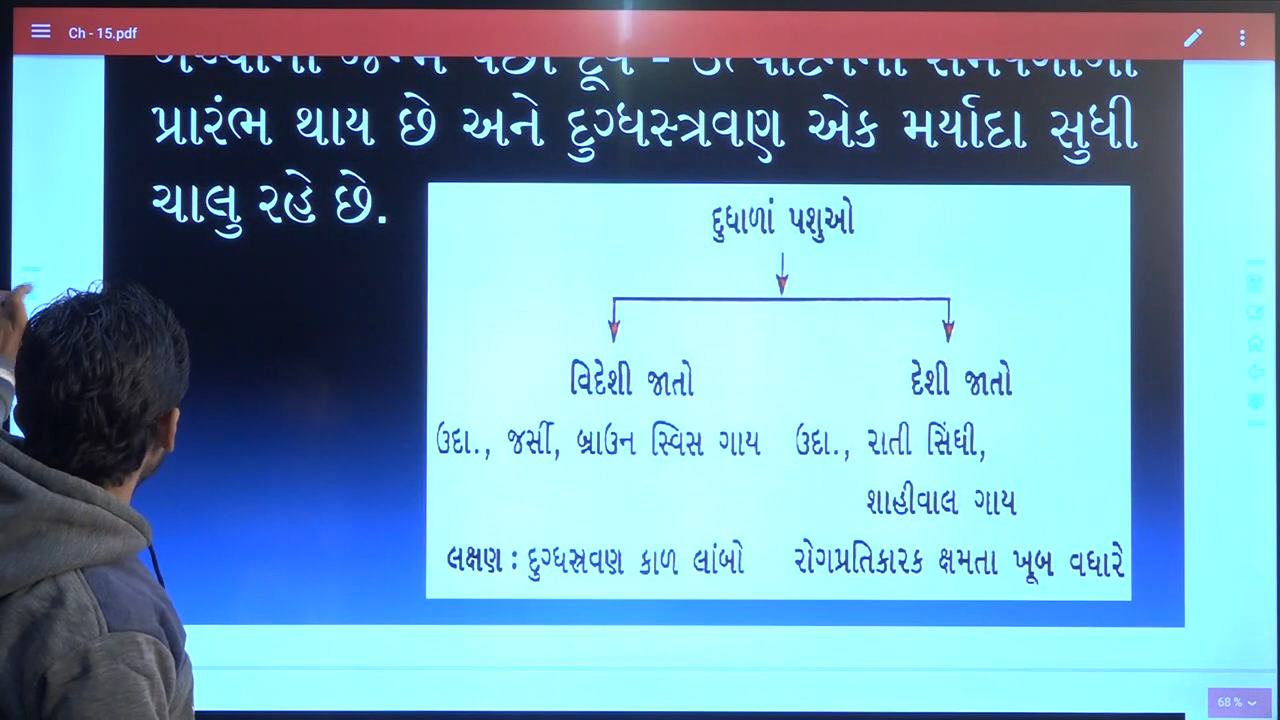 Ch - 15.pdf
પ્રારંભ થાય છે અને દુગ્ધસ્ત્રવણ એક મર્યાદા સુધી
ચાલુ રહે છે.
દુધાળાં પશુઓ
વિદેશી જાતો
દેશી જાતો
ઉદા., જર્સી, બ્રાઉન સ્વિસ ગાય
ઉદા., રાતી સિંધી,
શાહીવાલ ગાય
લક્ષણ : દુગ્ધસ્રવણ કાળ લાંબો
રોગપ્રતિકારક ક્ષમતા ખૂબ વધારે
68 %